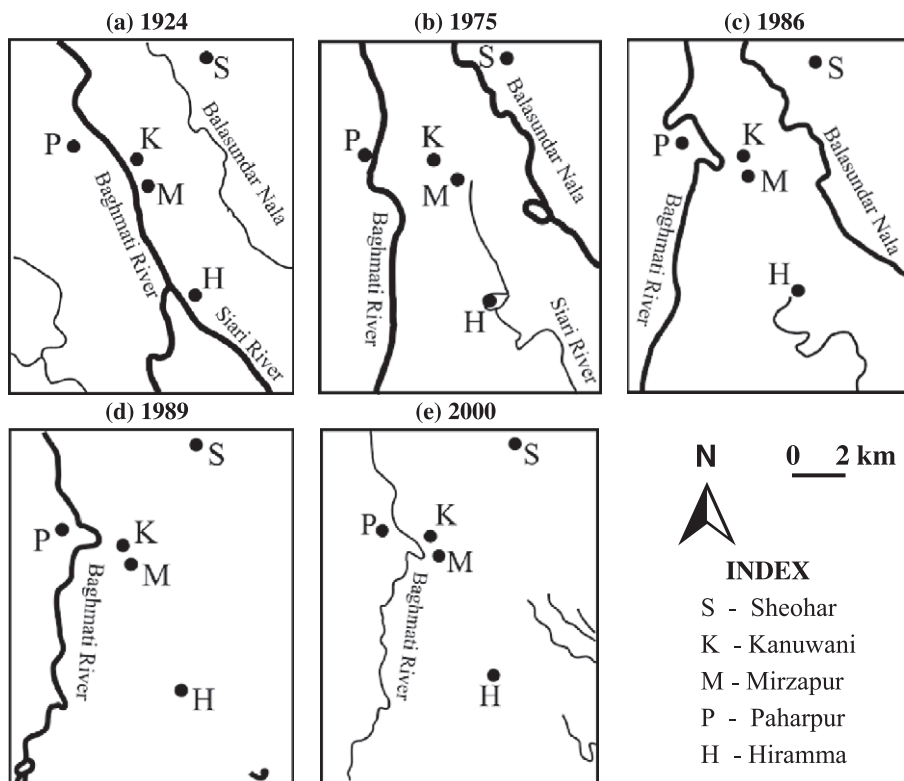 (a) 1924
S
P
K
M
Balasundar Nala
Baghmati River
H
Siari River
(b) 1975
S
P
K
M
Balasundar Nala
Baghmati River
H
Siari River
(c) 1986
S
P
K
M
Balasundar Nala
Baghmati River
H
(d) 1989
S
P
K
M
Baghmati River
H
(e) 2000
S
P
K
M
Baghmati River
H
N
0 2 km
INDEX
S - Sheohar
K - Kanuwani
M - Mirzapur
P - Paharpur
H - Hiramma